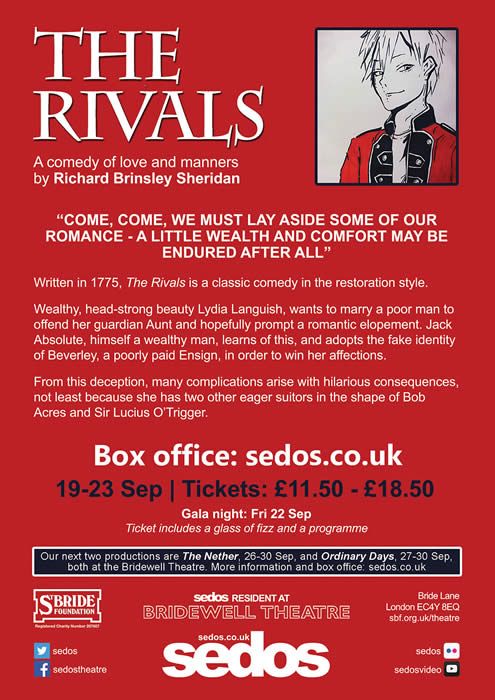 THE
RIVALS
A comedy of love and manners
by Richard Brinsley Sheridan
“COME, COME, WE MUST LAY ASIDE SOME OF OUR
ROMANCE - A LITTLE WEALTH AND COMFORT MAY BE
ENDURED AFTER ALL”
Written in 1775, The Rivals is a classic comedy in the restoration style.
Wealthy, head-strong beauty Lydia Languish, wants to marry a poor man to
offend her guardian Aunt and hopefully prompt a romantic elopement. Jack
Absolute, himself a wealthy man, learns of this, and adopts the fake identity
of Beverley, a poorly paid Ensign, in order to win her affections.
From this deception, many complications arise with hilarious consequences,
not least because she has two other eager suitors in the shape of Bob
Acres and Sir Lucius O’Trigger.
Box office: sedos.co.uk
19-23 Sep | Tickets: £11.50 - £18.50
Gala night: Fri 22 Sep
Ticket includes a glass of fizz and a programme
Our next two productions are The Nether, 26-30 Sep, and Ordinary Days, 27-30 Sep,
both at the Bridewell Theatre. More information and box office: sedos.co.uk
ST BRIDE
FOUNDATION
Registered Charity Number 207607
sedos RESIDENT AT
BRIDEWELL THEATRE
Bride Lane
London EC4Y 8EQ
sbf.org.uk/theatre
sedos
sedostheatre
sedos.co.uk
sedos
sedos
sedosvideo